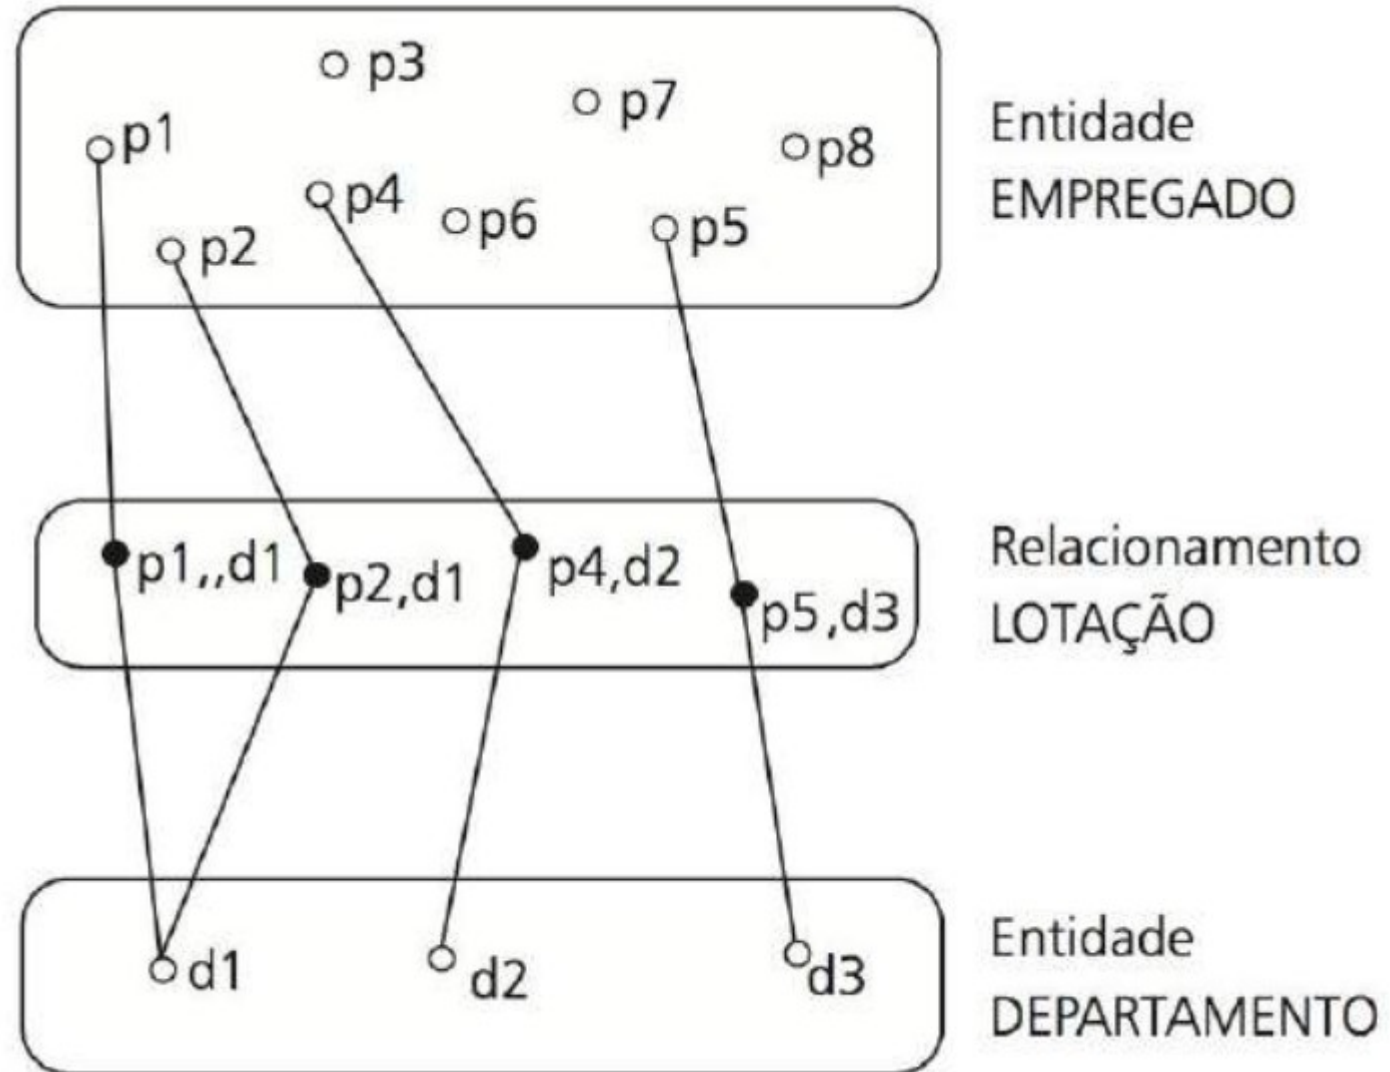 p3
p7
p1
p8
p4
p6
p5
p2
Entidade
EMPREGADO
p1,,d1
p2,d1
p4,d2
p5,d3
Relacionamento
LOTAÇÃO
d1
d2
d3
Entidade
DEPARTAMENTO